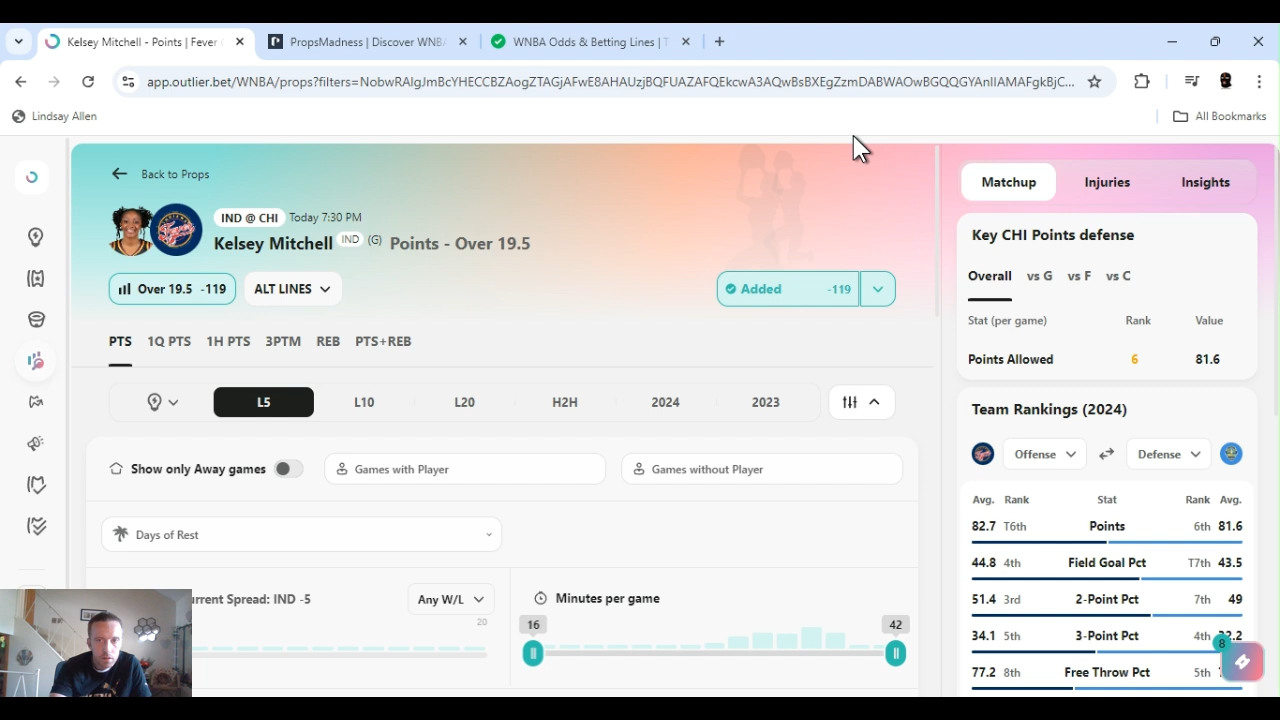 Kelsey Mitchell - Points | Fever
PropsMadness | Discover WNB
WNBA Odds & Betting Lines | T
app.outlier.bet/WNBA/props?filters=
Lindsay Allen
All Bookmarks
Back to Props
IND @ CHI Today 7:30 PM
Kelsey Mitchell IND (G) Points - Over 19.5
Over 19.5 -119
ALT LINES
Added -119
PTS 1Q PTS 1H PTS 3PTM REB PTS+REB
L5 L10 L20 H2H 2024 2023
Show only Away games
Games with Player
Games without Player
Days of Rest
rrent Spread: IND -5
Any W/L
20
Minutes per game
16
42
Matchup Injuries Insights
Key CHI Points defense
Overall vs G vs F vs C
Stat (per game) Rank Value
Points Allowed 6 81.6
Team Rankings (2024)
Offense Defense
Avg. Rank Stat Rank Avg.
82.7 T6th Points 6th 81.6
44.8 4th Field Goal Pct T7th 43.5
51.4 3rd 2-Point Pct 7th 49
34.1 5th 3-Point Pct 4th
8
77.2 8th Free Throw Pct 5th